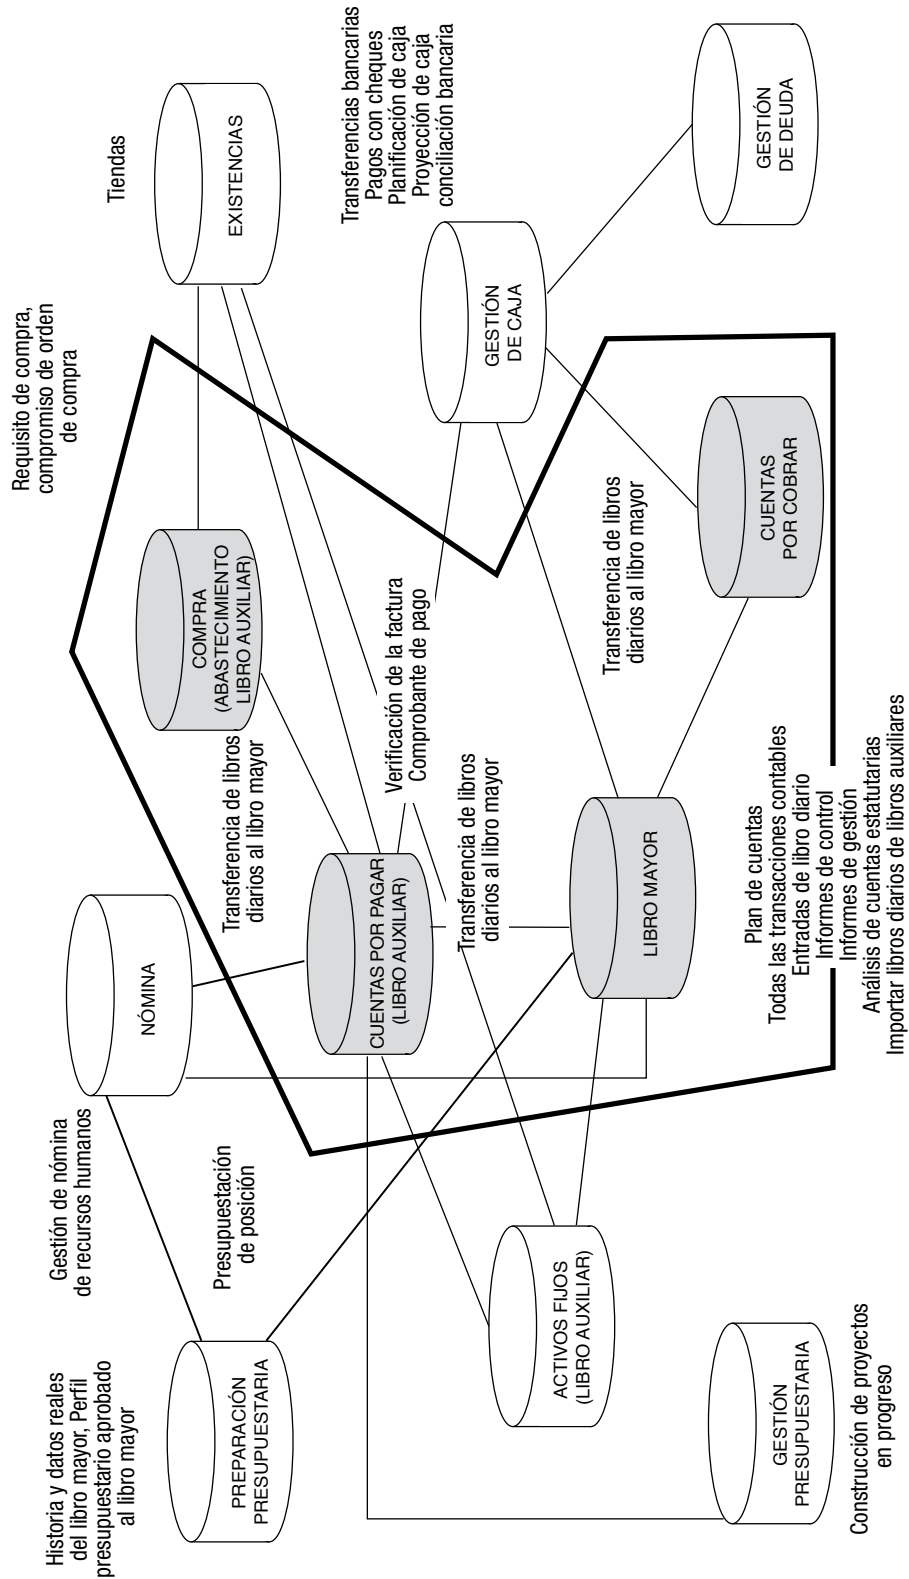 Historia y datos reales
del libro mayor, Perfil
presupuestario aprobado
al libro mayor
Gestión de nómina
de recursos humanos
Requisito de compra,
compromiso de orden
de compra
Tiendas
PREPARACIÓN
PRESUPUESTARIA
Presupuestación
de posición
NÓMINA
Transferencia de libros
diarios al libro mayor
COMPRA
(ABASTECIMIENTO
LIBRO AUXILIAR)
EXISTENCIAS
CUENTAS POR PAGAR
(LIBRO AUXILIAR)
Verificación de la factura
Comprobante de pago
Transferencias bancarias
Pagos con cheques
Planificación de caja
Proyección de caja
conciliación bancaria
Transferencia de libros
diarios al libro mayor
GESTIÓN
DE CAJA
ACTIVOS FIJOS
(LIBRO AUXILIAR)
LIBRO MAYOR
Transferencia de libros
diarios al libro mayor
GESTIÓN
PRESUPUESTARIA
CUENTAS
POR COBRAR
GESTIÓN
DE DEUDA
Construcción de proyectos
en progreso
Plan de cuentas
Todas las transacciones contables
Entradas de libro diario
Informes de control
Informes de gestión
Análisis de cuentas estatutarias
Importar libros diarios de libros auxiliares